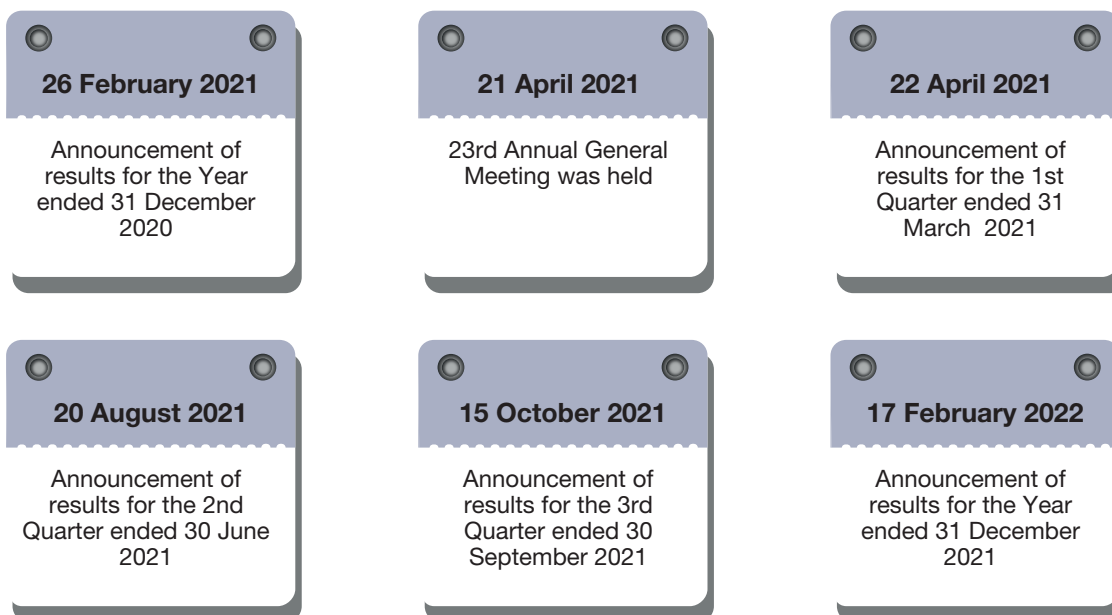 26 February 2021
Announcement of
results for the Year
ended 31 December
2020
21 April 2021
23rd Annual General
Meeting was held
22 April 2021
Announcement of
results for the 1st
Quarter ended 31
March 2021
20 August 2021
Announcement of
results for the 2nd
Quarter ended 30 June
2021
15 October 2021
Announcement of
results for the 3rd
Quarter ended 30
September 2021
17 February 2022
Announcement of
results for the Year
ended 31 December
2021